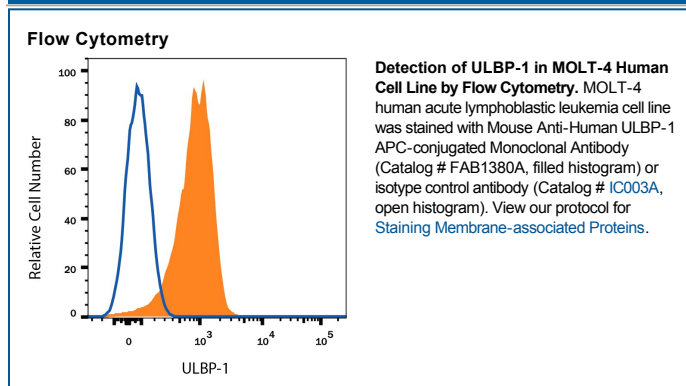 Flow Cytometry
100
80
60
40
20
0
Relative Cell Number
0
10³
10⁴
10⁵
ULBP-1
Detection of ULBP-1 in MOLT-4 Human
Cell Line by Flow Cytometry. MOLT-4
human acute lymphoblastic leukemia cell line
was stained with Mouse Anti-Human ULBP-1
APC-conjugated Monoclonal Antibody
(Catalog # FAB1380A, filled histogram) or
isotype control antibody (Catalog # IC003A,
open histogram). View our protocol for
Staining Membrane-associated Proteins.